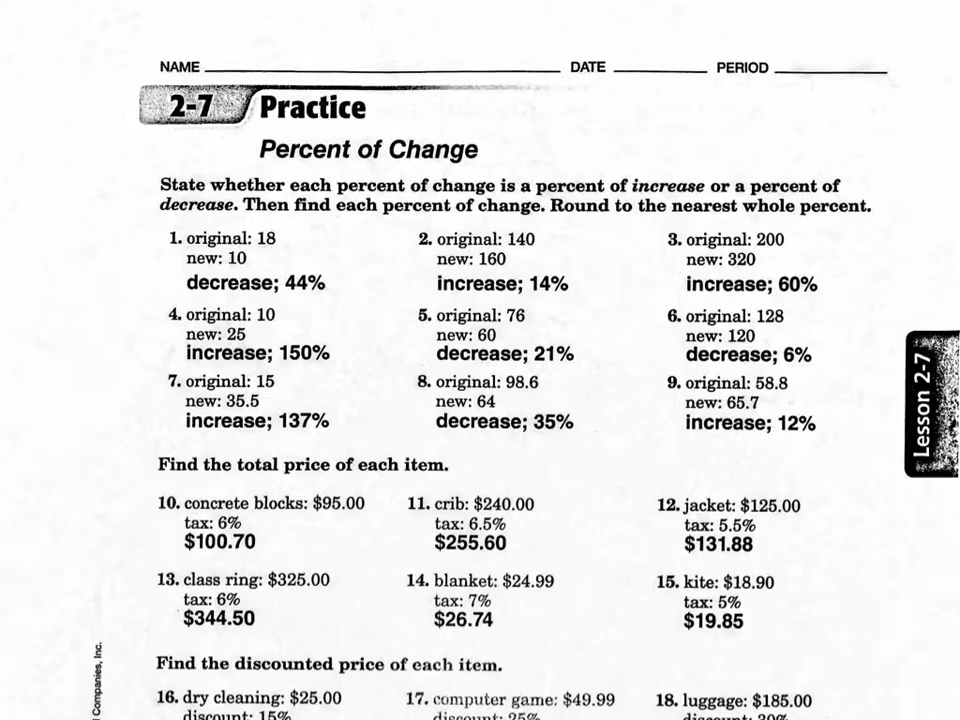 NAME DATE PERIOD
2-7 Practice
Percent of Change
State whether each percent of change is a percent of increase or a percent of
decrease. Then find each percent of change. Round to the nearest whole percent.
1. original: 18 2. original: 140 3. original: 200
new: 10 new: 160 new: 320
decrease; 44% increase; 14% increase; 60%
4. original: 10 5. original: 76 6. original: 128
new: 25 new: 60 new: 120
increase; 150% decrease; 21% decrease; 6%
7. original: 15 8. original: 98.6 9. original: 58.8
new: 35.5 new: 64 new: 65.7
increase; 137% decrease; 35% increase; 12%
Lesson 2-7
Find the total price of each item.
10. concrete blocks: $95.00 11. crib: $240.00 12. jacket: $125.00
tax: 6% tax: 6.5% tax: 5.5%
$100.70 $255.60 $131.88
13. class ring: $325.00 14. blanket: $24.99 15. kite: $18.90
tax: 6% tax: 7% tax: 5%
$344.50 $26.74 $19.85
Find the discounted price of each item.
16. dry cleaning: $25.00 17. computer game: $49.99 18. luggage: $185.00
discount: 15% discount: 25% discount: 30%
Companies, Inc.